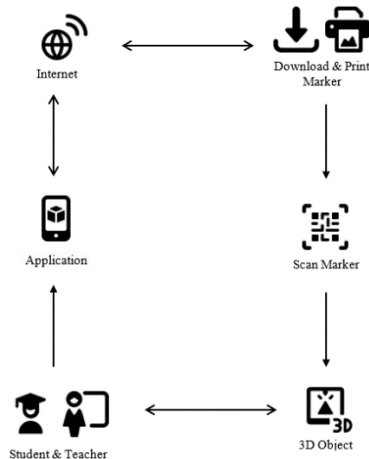 Internet
Download & Print
Marker
Application
Scan Marker
Student & Teacher
3D
3D Object